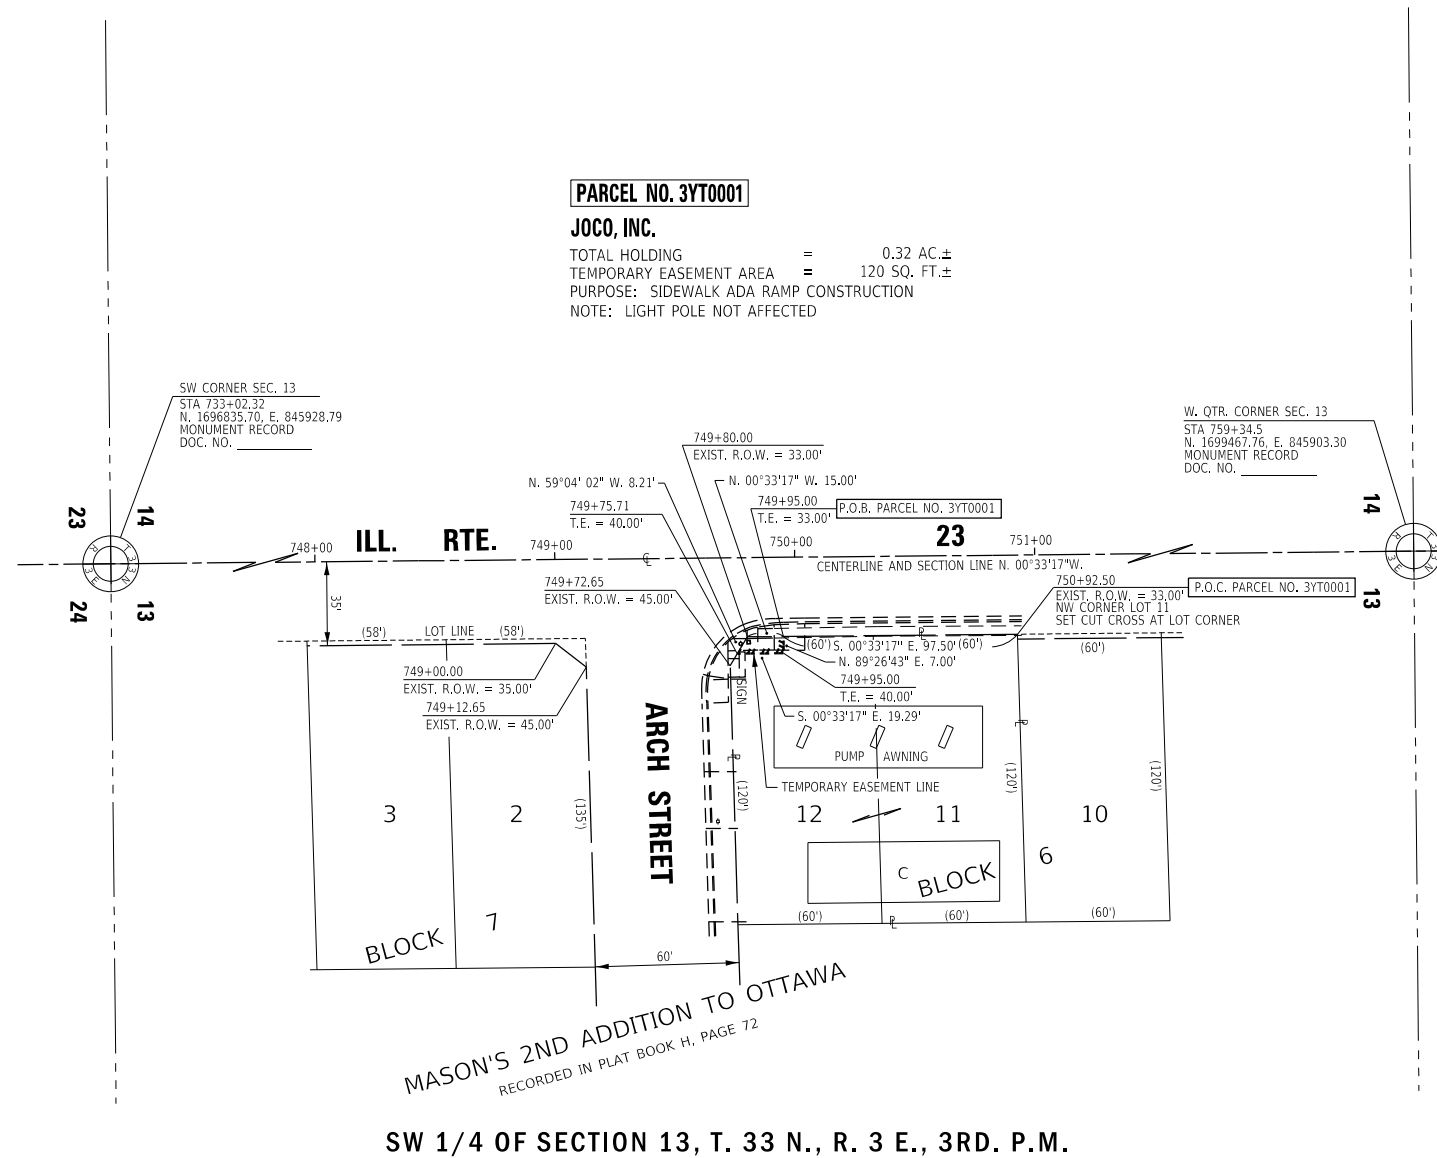 PARCEL NO. 3YT0001
JOCO, INC.
TOTAL HOLDING = 0.32 AC.±
TEMPORARY EASEMENT AREA = 120 SQ. FT.±
PURPOSE: SIDEWALK ADA RAMP CONSTRUCTION
NOTE: LIGHT POLE NOT AFFECTED
SW CORNER SEC. 13
STA 733+02.32
N. 1696835.70, E. 845928.79
MONUMENT RECORD
DOC. NO.
W. QTR. CORNER SEC. 13
STA 759+34.5
N. 1699467.76, E. 845903.30
MONUMENT RECORD
DOC. NO.
749+80.00
EXIST. R.O.W. = 33.00'
N. 59°04' 02" W. 8.21'
N. 00°33'17" W. 15.00'
749+75.71
T.E. = 40.00'
749+95.00
T.E. = 33.00'
P.O.B. PARCEL NO. 3YT0001
23
14
24
13
R 3 E
T 33 N
14
13
R 3 E
T 33 N
748+00
ILL. RTE.
749+00
750+00
23
751+00
CENTERLINE AND SECTION LINE N. 00°33'17"W.
749+72.65
EXIST. R.O.W. = 45.00'
750+92.50
EXIST. R.O.W. = 33.00'
NW CORNER LOT 11
SET CUT CROSS AT LOT CORNER
P.O.C. PARCEL NO. 3YT0001
35'
(58')
LOT LINE
(58')
(60')
S. 00°33'17" E. 97.50'
(60')
(60')
N. 89°26'43" E. 7.00'
749+00.00
EXIST. R.O.W. = 35.00'
749+12.65
EXIST. R.O.W. = 45.00'
749+95.00
T.E. = 40.00'
S. 00°33'17" E. 19.29'
SIGN
ARCH STREET
PUMP AWNING
TEMPORARY EASEMENT LINE
(135')
(120')
(120')
(120')
3
2
12
11
10
C
BLOCK 6
BLOCK 7
(60')
(60')
(60')
60'
MASON'S 2ND ADDITION TO OTTAWA
RECORDED IN PLAT BOOK H, PAGE 72
SW 1/4 OF SECTION 13, T. 33 N., R. 3 E., 3RD. P.M.